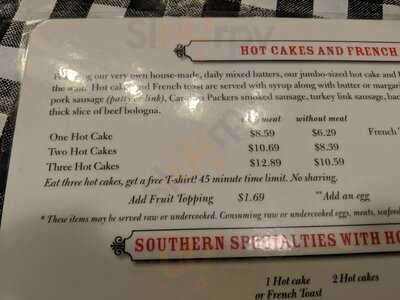 HOT CAKES AND FRENCH
our very own house-made, daily mixed batters, our jumbo-sized hot cake and
the wait. Hot cakes and French toast are served with syrup along with butter or margari
pork sausage (patty or link), Carolina Packers smoked sausage, turkey link sausage,
thick slice of beef bologna.
meat without meat
One Hot Cake $8.59 $6.29 French
Two Hot Cakes $10.69 $8.39
Three Hot Cakes $12.89 $10.59
Eat three hot cakes, get a free T-shirt! 45 minute time limit. No sharing.
Add Fruit Topping $1.69 **Add an egg
* These items may be served raw or undercooked. Consuming raw or undercooked eggs, meats, seafood
SOUTHERN SPECIALTIES WITH HO
1 Hot cake 2 Hot cakes
or French Toast